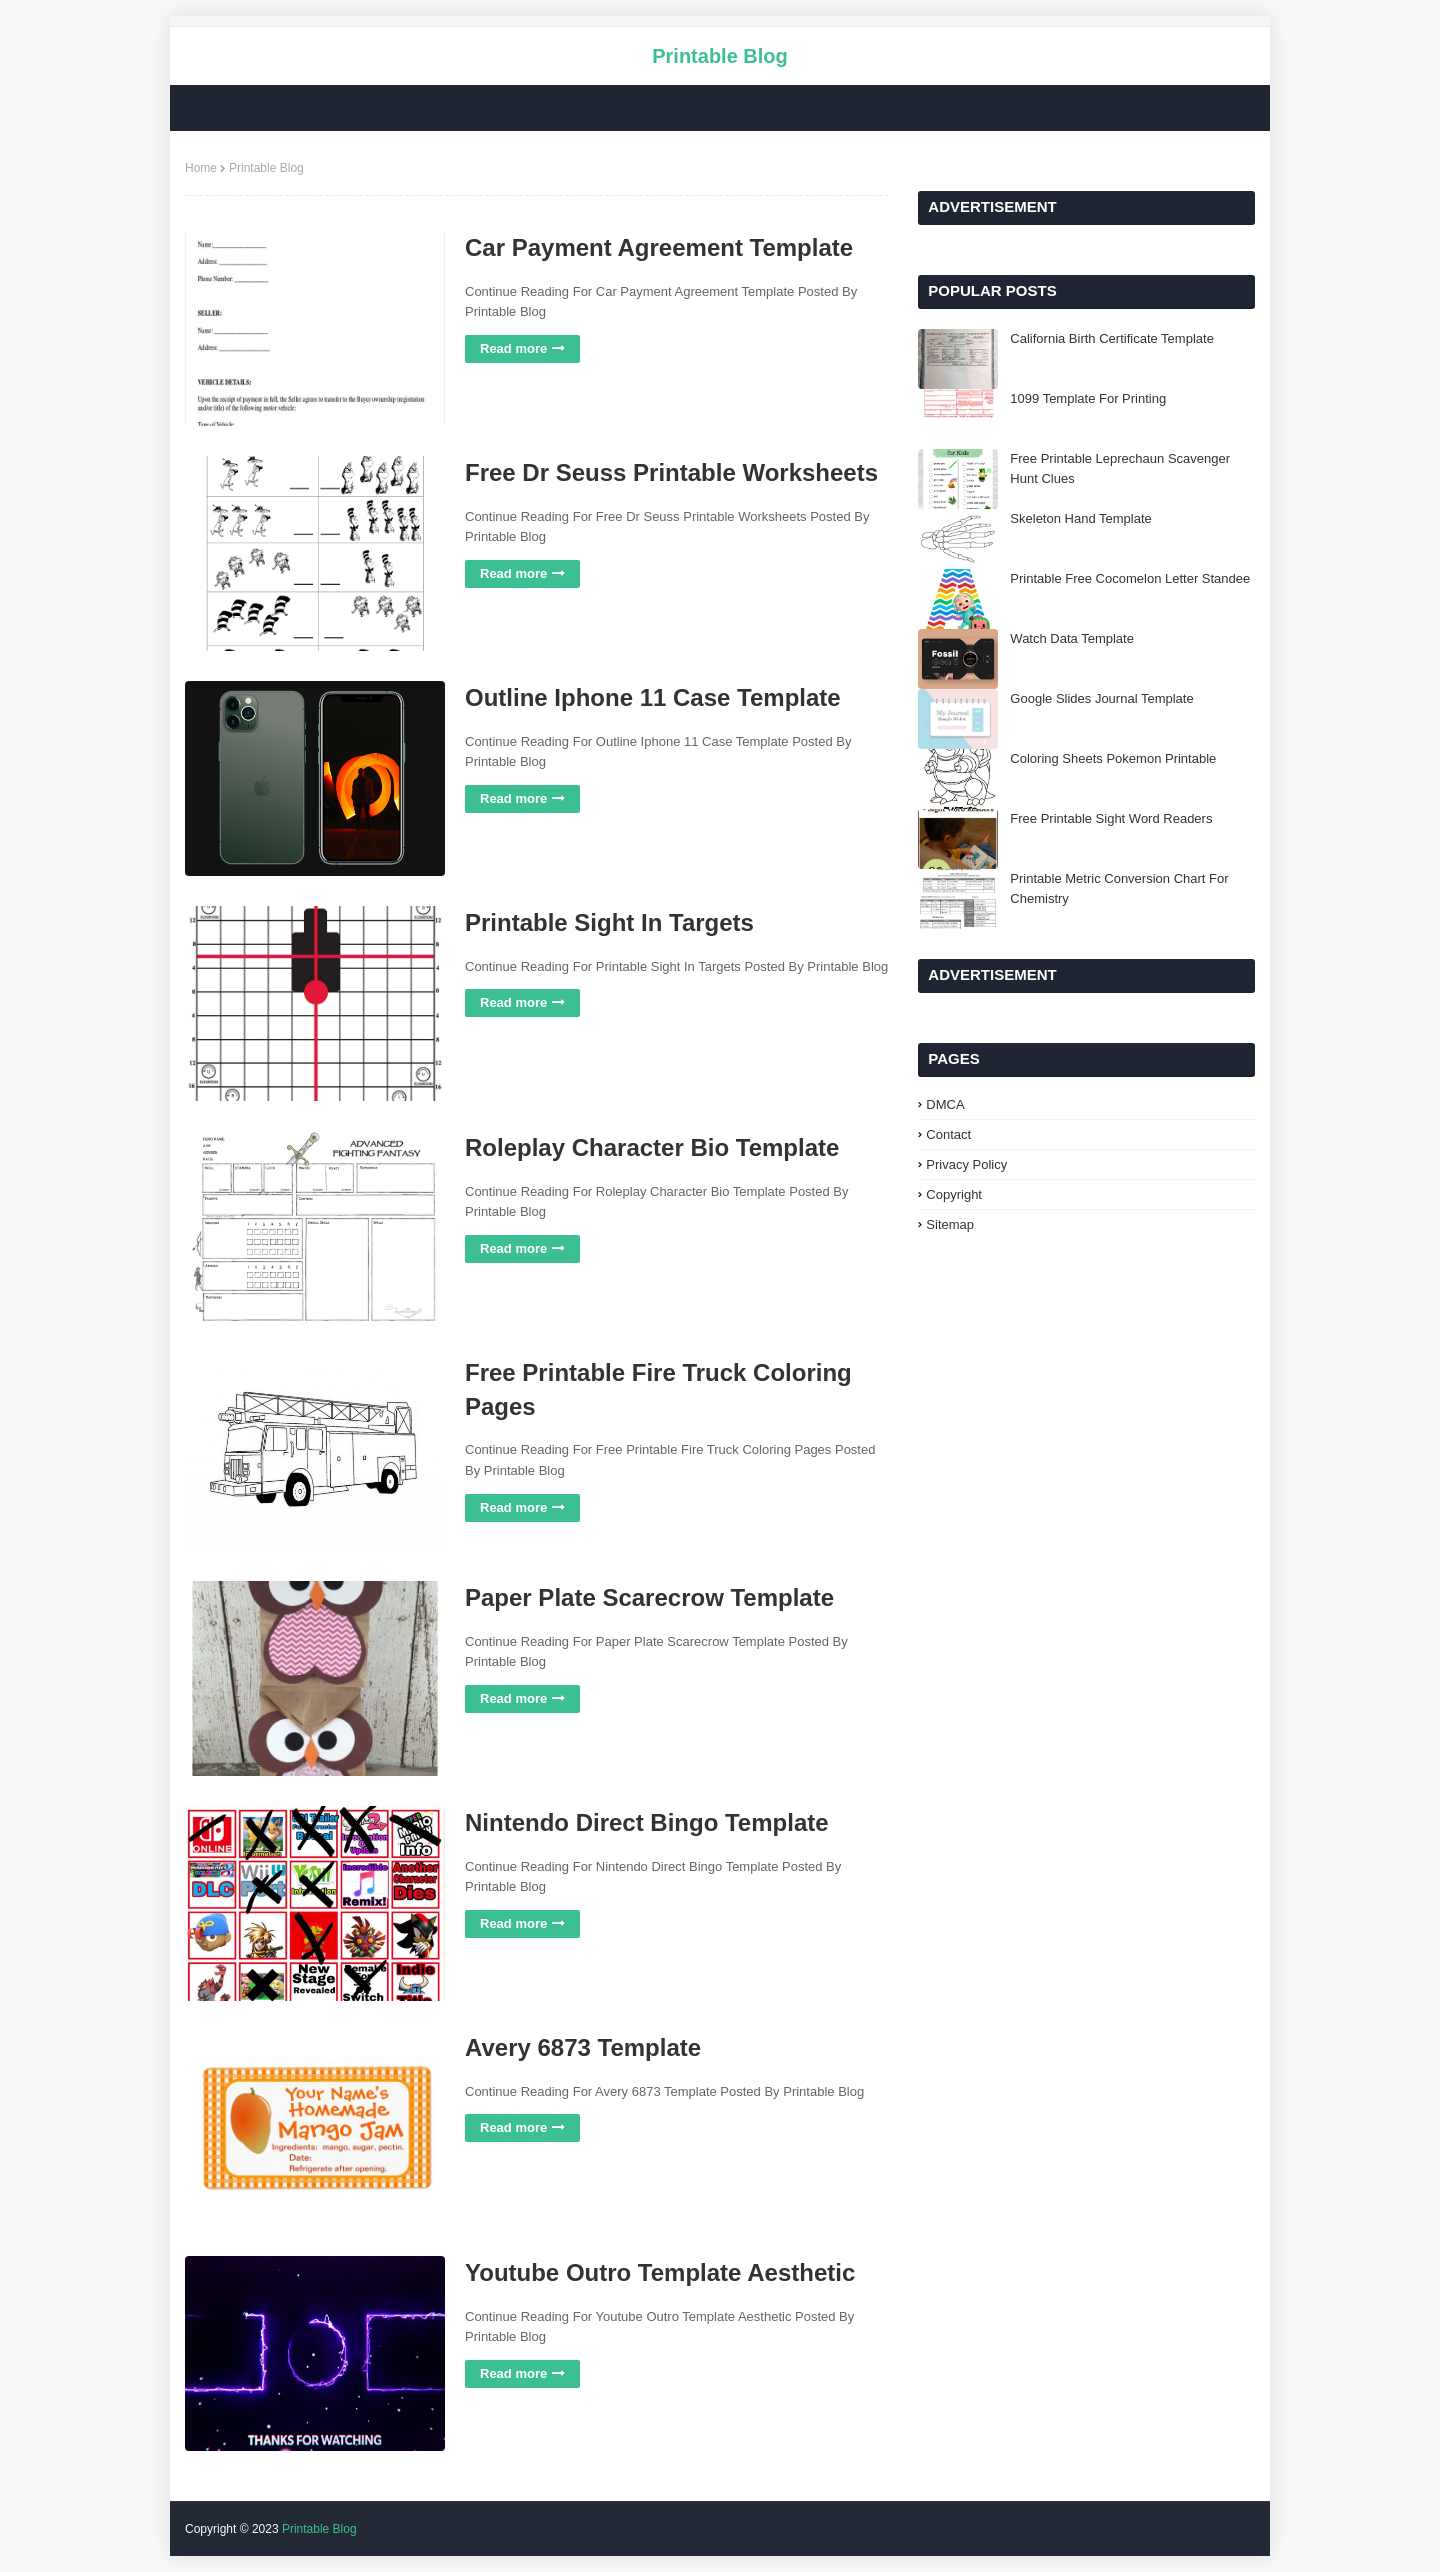 Printable Blog
Home › Printable Blog
Name:
Address:
Phone Number:
SELLER:
Name:
Address:
VEHICLE DETAILS:
Upon the receipt of payment in full, the Seller agrees to transfer to the Buyer ownership (registration
and/or title) of the following motor vehicle:
Type of Vehicle:
Car Payment Agreement Template
Continue Reading For Car Payment Agreement Template Posted By
Printable Blog
Read more
Free Dr Seuss Printable Worksheets
Continue Reading For Free Dr Seuss Printable Worksheets Posted By
Printable Blog
Read more
Outline Iphone 11 Case Template
Continue Reading For Outline Iphone 11 Case Template Posted By
Printable Blog
Read more
Printable Sight In Targets
Continue Reading For Printable Sight In Targets Posted By Printable Blog
Read more
ADVANCED
FIGHTING FANTASY
Roleplay Character Bio Template
Continue Reading For Roleplay Character Bio Template Posted By
Printable Blog
Read more
Free Printable Fire Truck Coloring
Pages
Continue Reading For Free Printable Fire Truck Coloring Pages Posted
By Printable Blog
Read more
Paper Plate Scarecrow Template
Continue Reading For Paper Plate Scarecrow Template Posted By
Printable Blog
Read more
ONLINE
Info
DLC
Incredible
Remix!
Another
Character
Dies
New
Stage
Revealed
Switch
Indie
Nintendo Direct Bingo Template
Continue Reading For Nintendo Direct Bingo Template Posted By
Printable Blog
Read more
Your Name's
Homemade
Mango Jam
Ingredients: mango, sugar, pectin.
Date:
Refrigerate after opening.
Avery 6873 Template
Continue Reading For Avery 6873 Template Posted By Printable Blog
Read more
THANKS FOR WATCHING
Youtube Outro Template Aesthetic
Continue Reading For Youtube Outro Template Aesthetic Posted By
Printable Blog
Read more
ADVERTISEMENT
POPULAR POSTS
California Birth Certificate Template
1099 Template For Printing
for Kids
Free Printable Leprechaun Scavenger
Hunt Clues
Skeleton Hand Template
Printable Free Cocomelon Letter Standee
Fossil
Gen 5
Watch Data Template
My Journal
Google Slides
Google Slides Journal Template
Coloring Sheets Pokemon Printable
Free Printable Sight Word Readers
Printable Metric Conversion Chart For
Chemistry
ADVERTISEMENT
PAGES
DMCA
Contact
Privacy Policy
Copyright
Sitemap
Copyright © 2023 Printable Blog